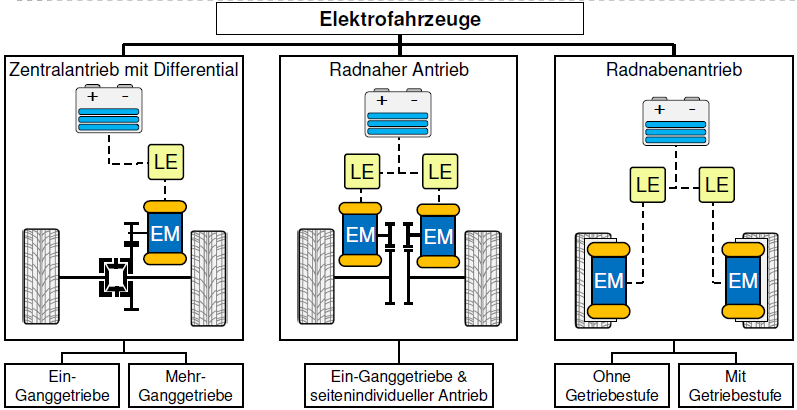 Elektrofahrzeuge
Zentralantrieb mit Differential
+ -
LE
EM
Ein-
Ganggetriebe
Mehr-
Ganggetriebe
Radnaher Antrieb
+ -
LE LE
EM EM
Ein-Ganggetriebe &
seitenindividueller Antrieb
Radnabenantrieb
+ -
LE LE
EM EM
Ohne
Getriebestufe
Mit
Getriebestufe